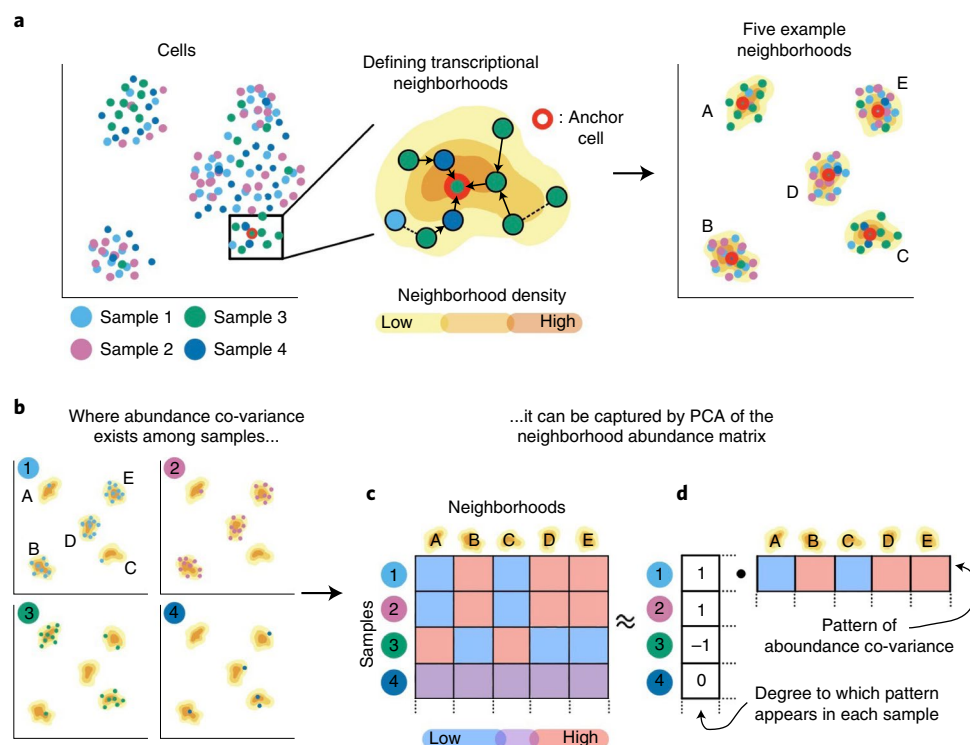 a
Cells
Defining transcriptional
neighborhoods
: Anchor
cell
Five example
neighborhoods
A
E
D
B
C
Neighborhood density
Low
High
Sample 1
Sample 3
Sample 2
Sample 4
b
Where abundance co-variance
exists among samples...
...it can be captured by PCA of the
neighborhood abundance matrix
1
A
E
D
B
C
2
3
4
c
Neighborhoods
A B C D E
Samples
1
2
3
4
Low
High
≈
d
1 1
2 1
3 –1
4 0
A B C D E
Pattern of
aboundance co-variance
Degree to which pattern
appears in each sample